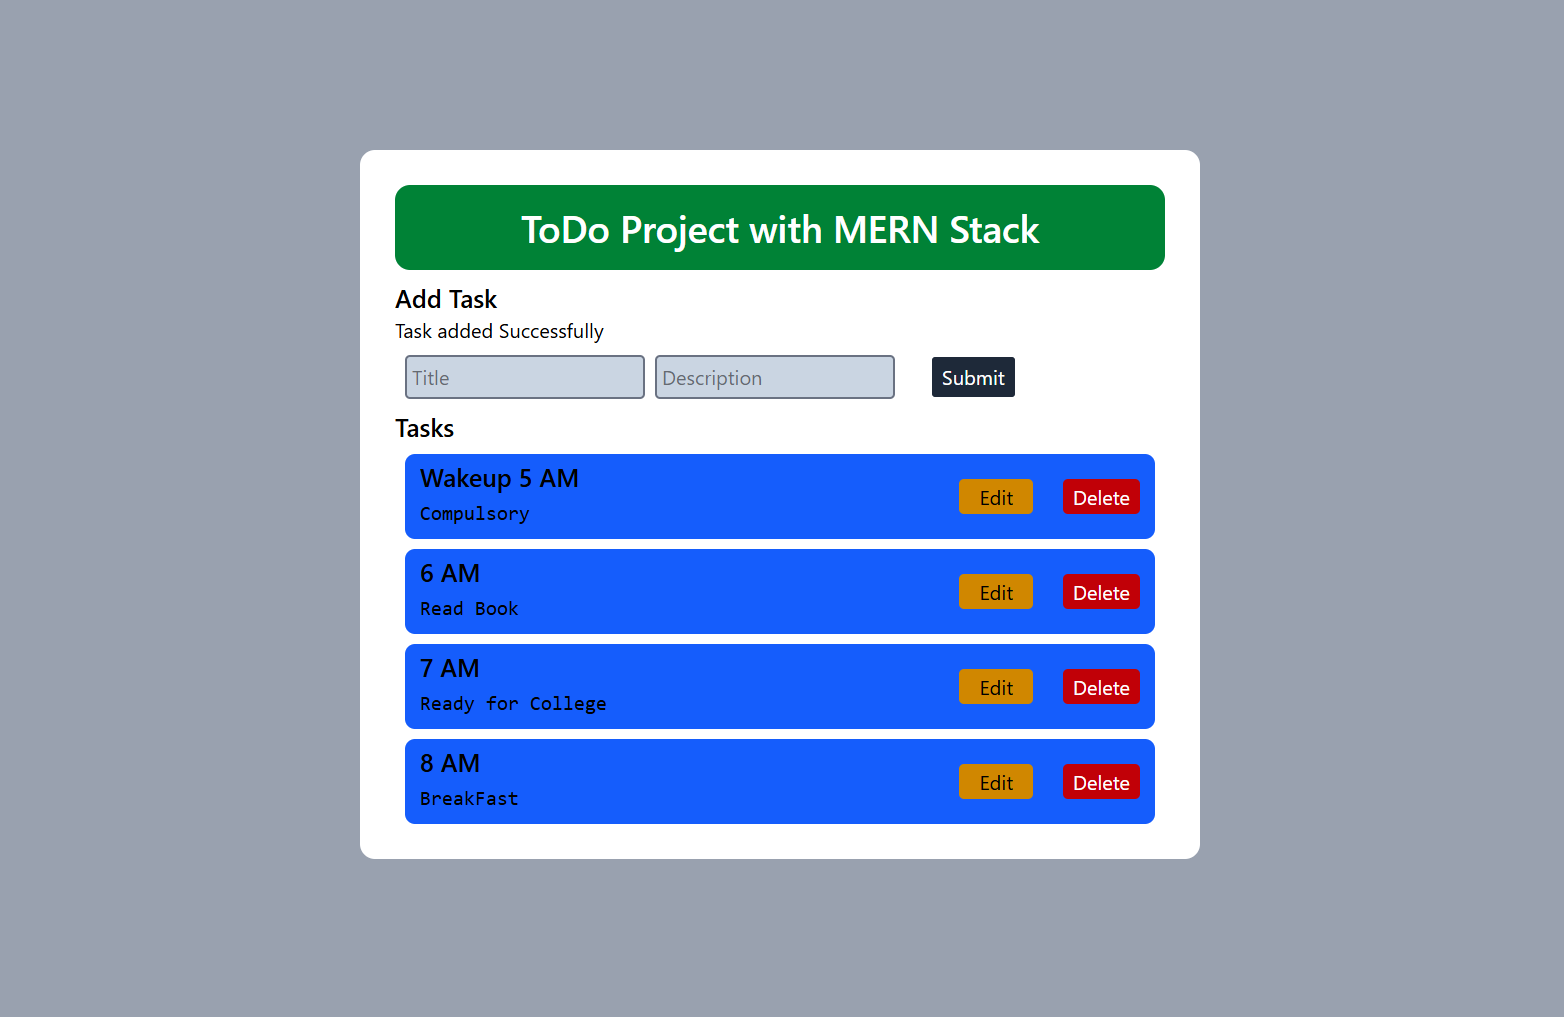 ToDo Project with MERN Stack
Add Task
Task added Successfully
Title Description Submit
Tasks
Wakeup 5 AM
Compulsory
Edit Delete
6 AM
Read Book
Edit Delete
7 AM
Ready for College
Edit Delete
8 AM
BreakFast
Edit Delete